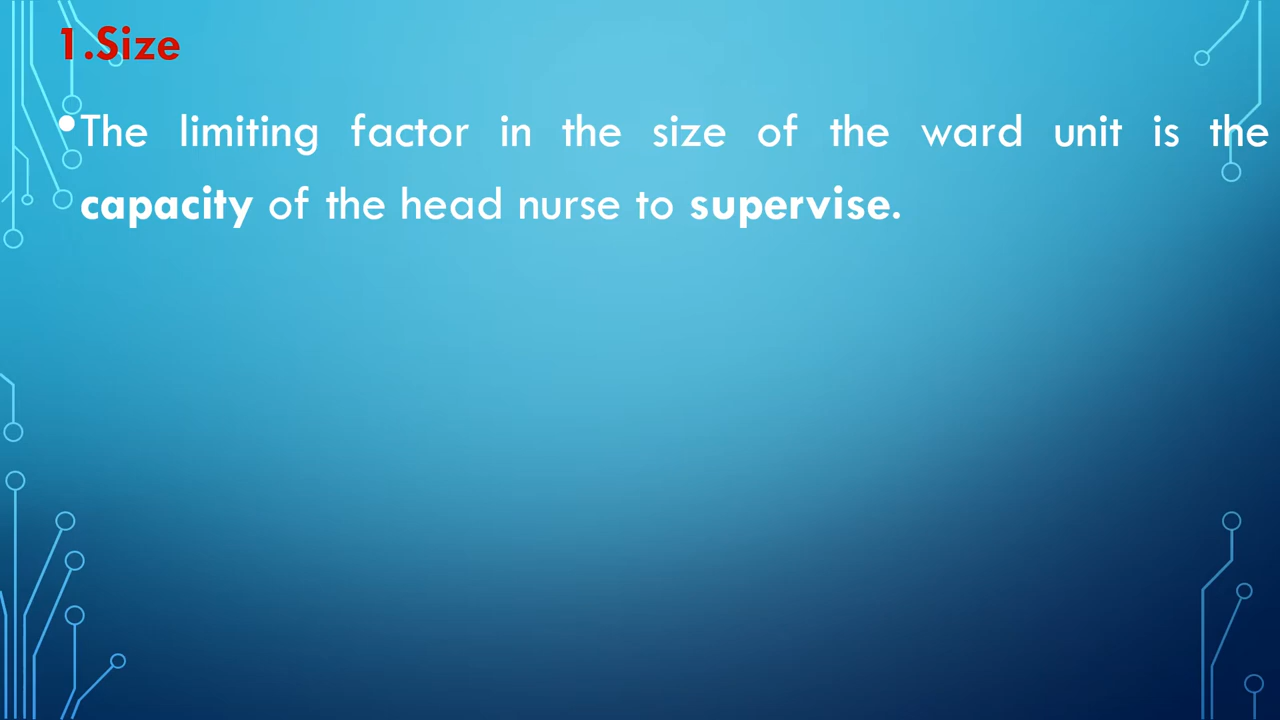 1.Size
•The limiting factor in the size of the ward unit is the
capacity of the head nurse to supervise.